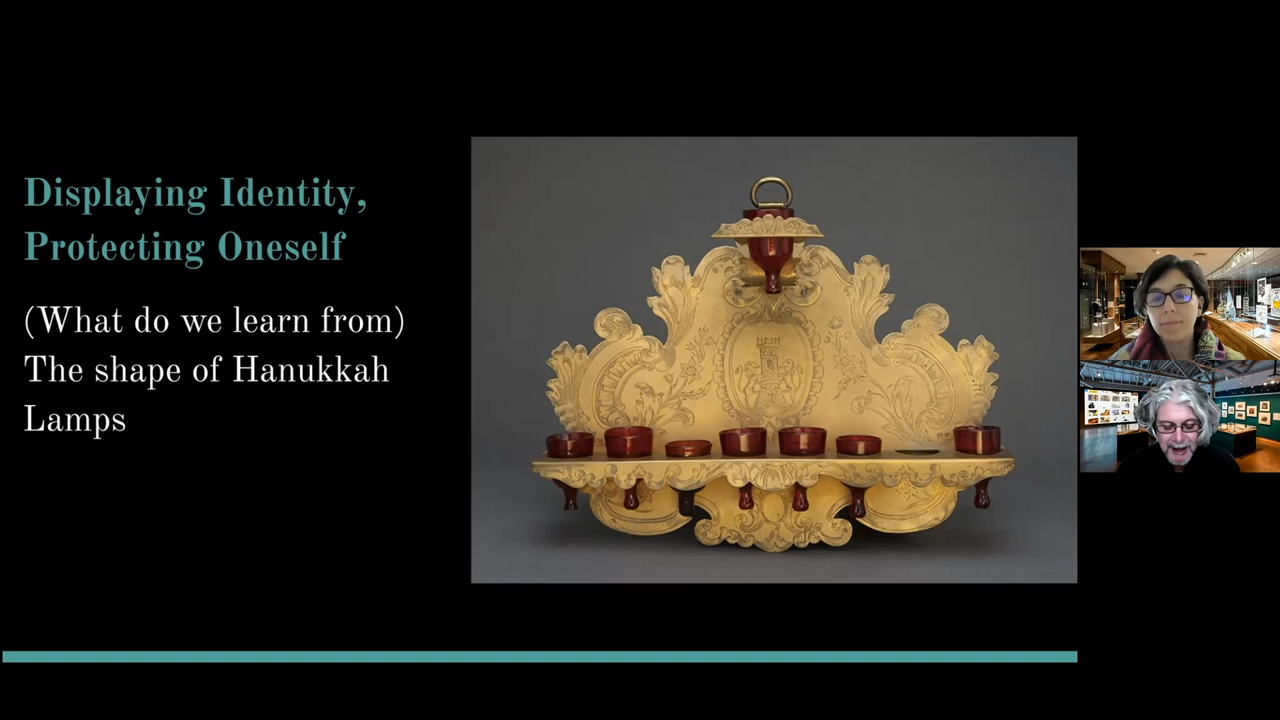 Displaying Identity,
Protecting Oneself
(What do we learn from)
The shape of Hanukkah
Lamps